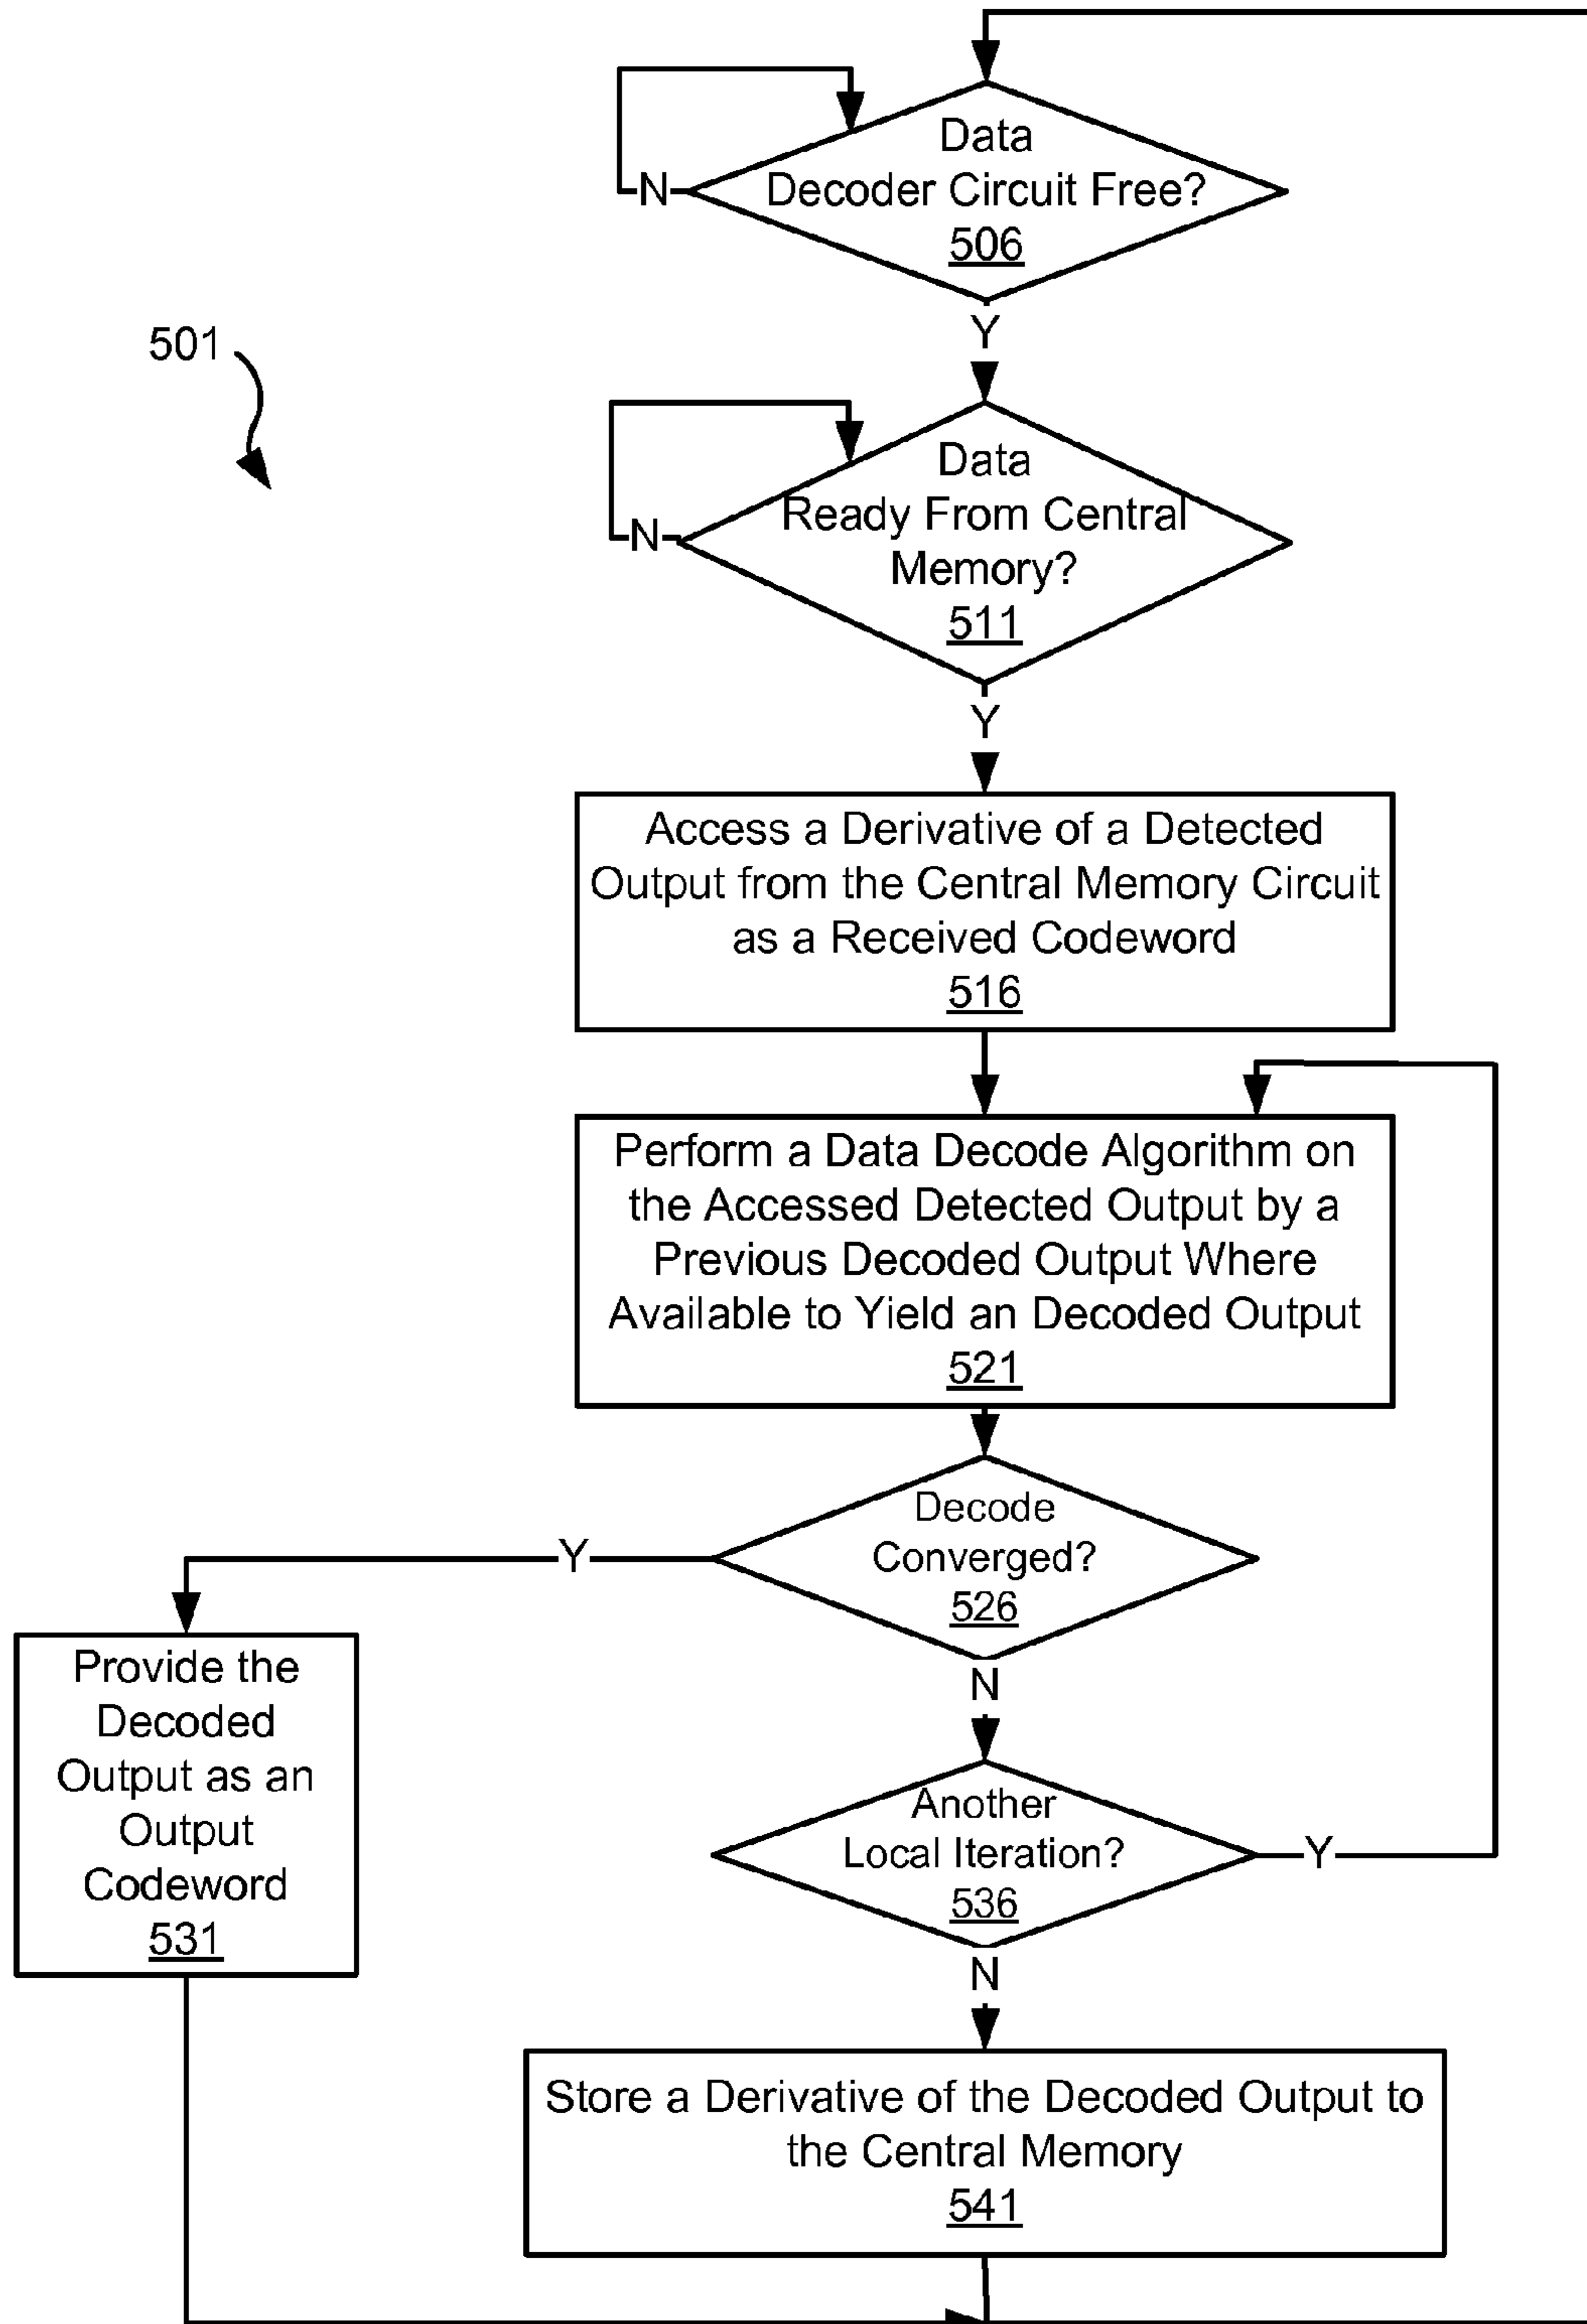 Data
Decoder Circuit Free?
506
N
Y
501
Data
Ready From Central
Memory?
511
N
Y
Access a Derivative of a Detected
Output from the Central Memory Circuit
as a Received Codeword
516
Perform a Data Decode Algorithm on
the Accessed Detected Output by a
Previous Decoded Output Where
Available to Yield an Decoded Output
521
Decode
Converged?
526
Y
N
Provide the
Decoded
Output as an
Output
Codeword
531
Another
Local Iteration?
536
Y
N
Store a Derivative of the Decoded Output to
the Central Memory
541